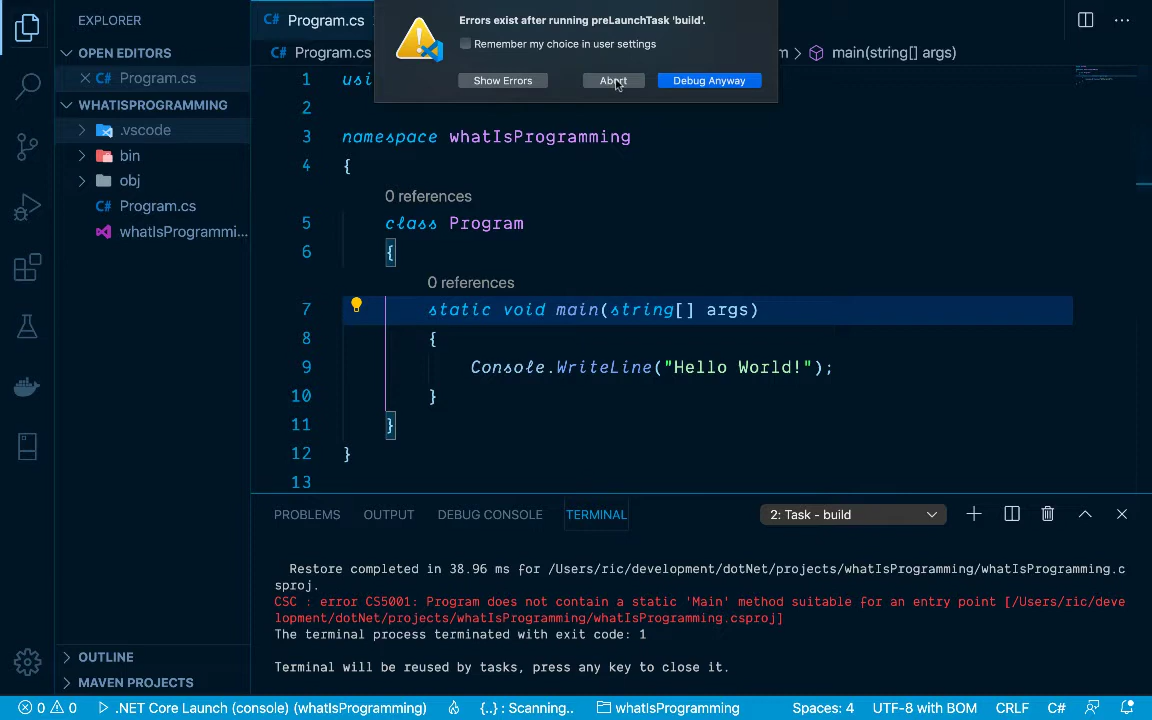 EXPLORER
OPEN EDITORS
C# Program.cs
WHATISPROGRAMMING
.vscode
bin
obj
C# Program.cs
whatIsProgrammi...
OUTLINE
MAVEN PROJECTS
C# Program.cs
C# Program.cs
main(string[] args)
Errors exist after running preLaunchTask 'build'.
Remember my choice in user settings
Show Errors
Abort
Debug Anyway
1 usi
2
3 namespace whatIsProgramming
4 {
0 references
5 class Program
6 {
0 references
7 static void main(string[] args)
8 {
9 Console.WriteLine("Hello World!");
10 }
11 }
12 }
13
PROBLEMS OUTPUT DEBUG CONSOLE TERMINAL 2: Task - build
Restore completed in 38.96 ms for /Users/ric/development/dotNet/projects/whatIsProgramming/whatIsProgramming.c
sproj.
CSC : error CS5001: Program does not contain a static 'Main' method suitable for an entry point [/Users/ric/deve
lopment/dotNet/projects/whatIsProgramming/whatIsProgramming.csproj]
The terminal process terminated with exit code: 1
Terminal will be reused by tasks, press any key to close it.
0 0 .NET Core Launch (console) (whatIsProgramming) {..} : Scanning.. whatIsProgramming Spaces: 4 UTF-8 with BOM CRLF C#